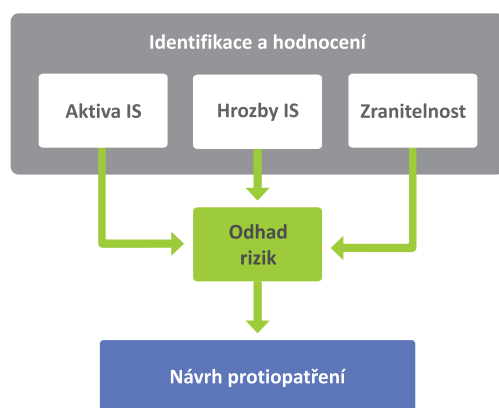 Identifikace a hodnocení
Aktiva IS
Hrozby IS
Zranitelnost
Odhad
rizik
Návrh protiopatření